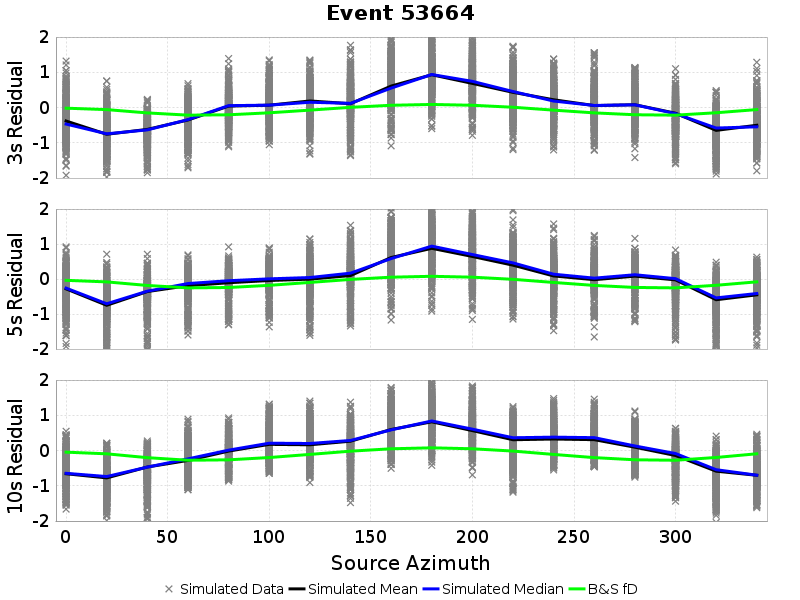 Event 53664
3s Residual
2
1
0
-1
-2
5s Residual
2
1
0
-1
-2
10s Residual
2
1
0
-1
-2
0 50 100 150 200 250 300
Source Azimuth
Simulated Data Simulated Mean Simulated Median B&S fD